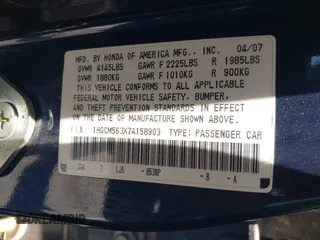 MFD. BY HONDA OF AMERICA MFG., INC. 04/07
GVWR 4145LBS GAWR F 2225LBS R 1985LBS
GVWR 1880KG GAWR F 1010KG R 900KG
THIS VEHICLE CONFORMS TO ALL APPLICABLE
FEDERAL MOTOR VEHICLE SAFETY, BUMPER, AND
THEFT PREVENTION STANDARDS IN EFFECT
ON THE DATE OF MANUFACTURE SHOWN ABOVE.
V.I.N. 1HGCM563X7A158903 TYPE: PASSENGER CAR
LJ5 -B536P -B -A